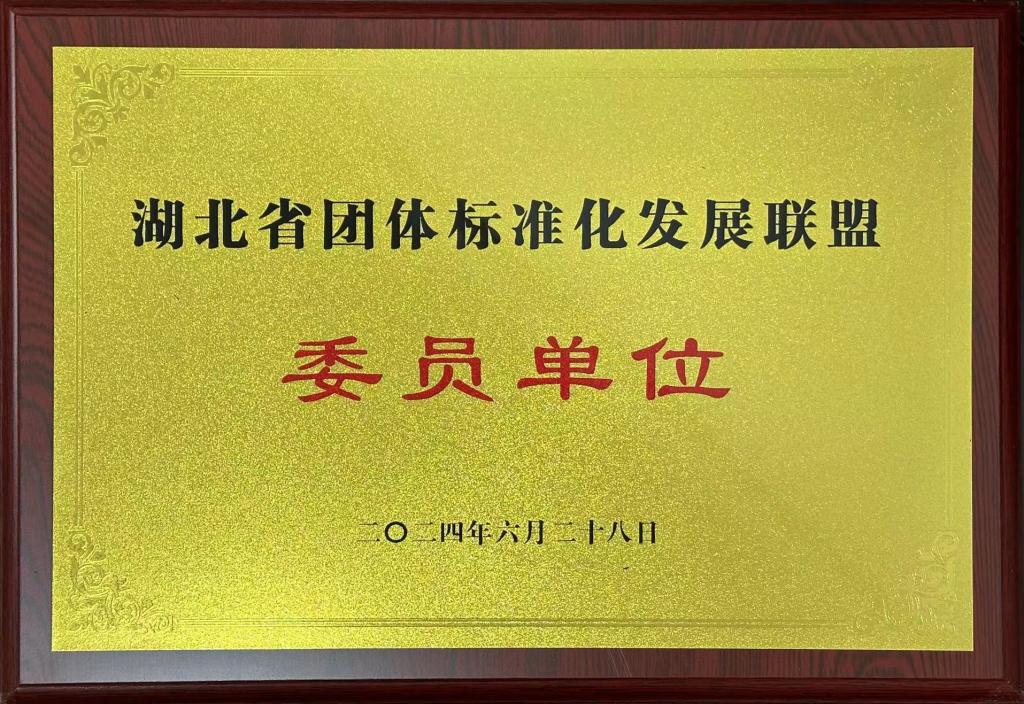 湖北省团体标准化发展联盟
委员单位
二〇二四年六月二十八日